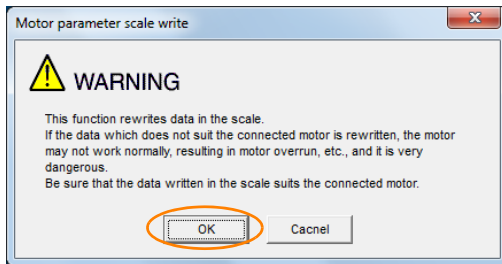 Motor parameter scale write
WARNING
This function rewrites data in the scale.
If the data which does not suit the connected motor is rewritten, the motor
may not work normally, resulting in motor overrun, etc., and it is very
dangerous.
Be sure that the data written in the scale suits the connected motor.
OK Cacnel